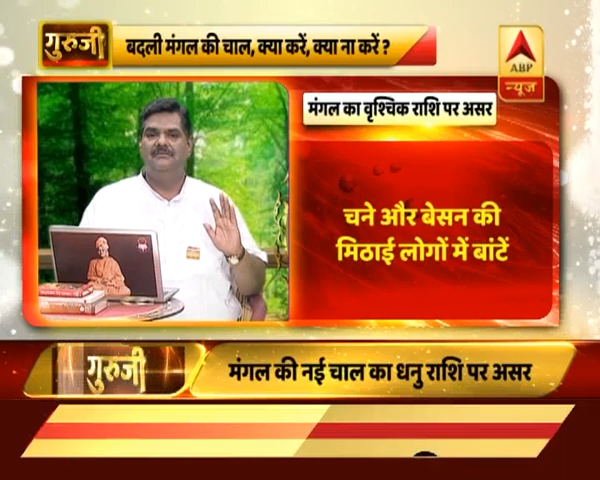 गुरुजी
बदली मंगल की चाल, क्या करें, क्या ना करें ?
ABP
न्यूज़
मंगल का वृश्चिक राशि पर असर
चने और बेसन की
मिठाई लोगों में बांटें
गुरुजी
मंगल की नई चाल का धनु राशि पर असर